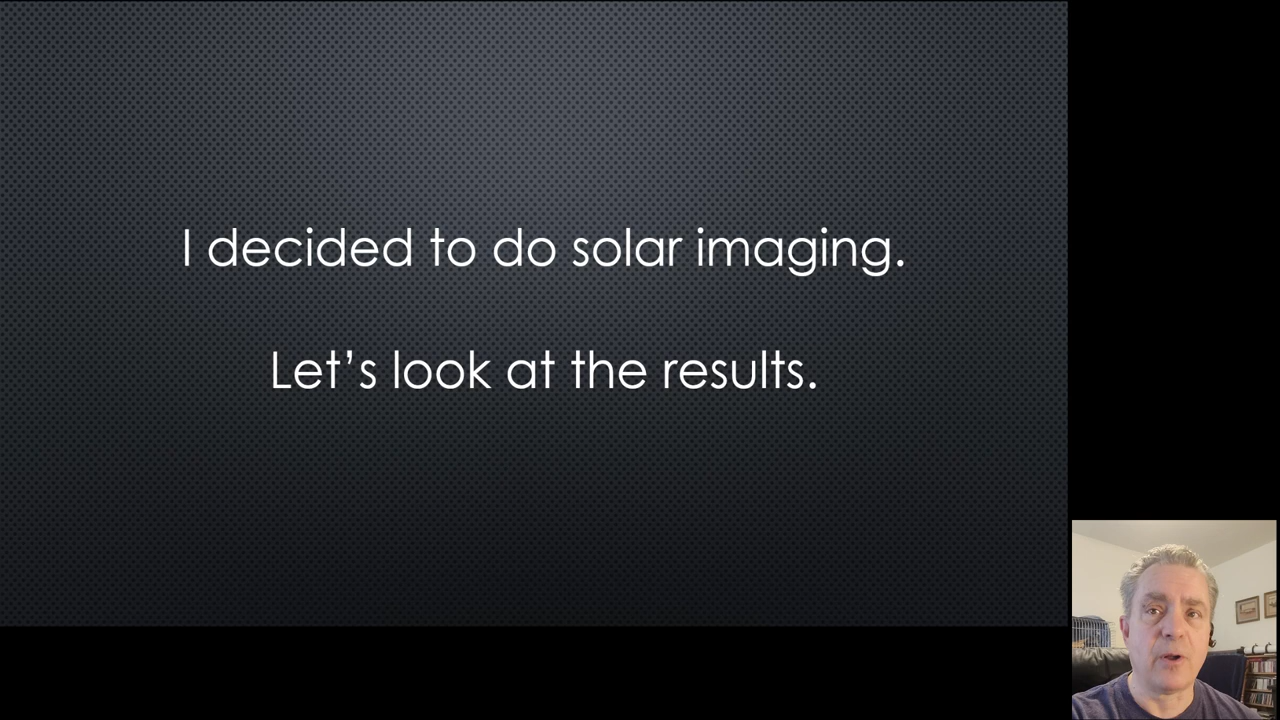 I decided to do solar imaging.
Let’s look at the results.